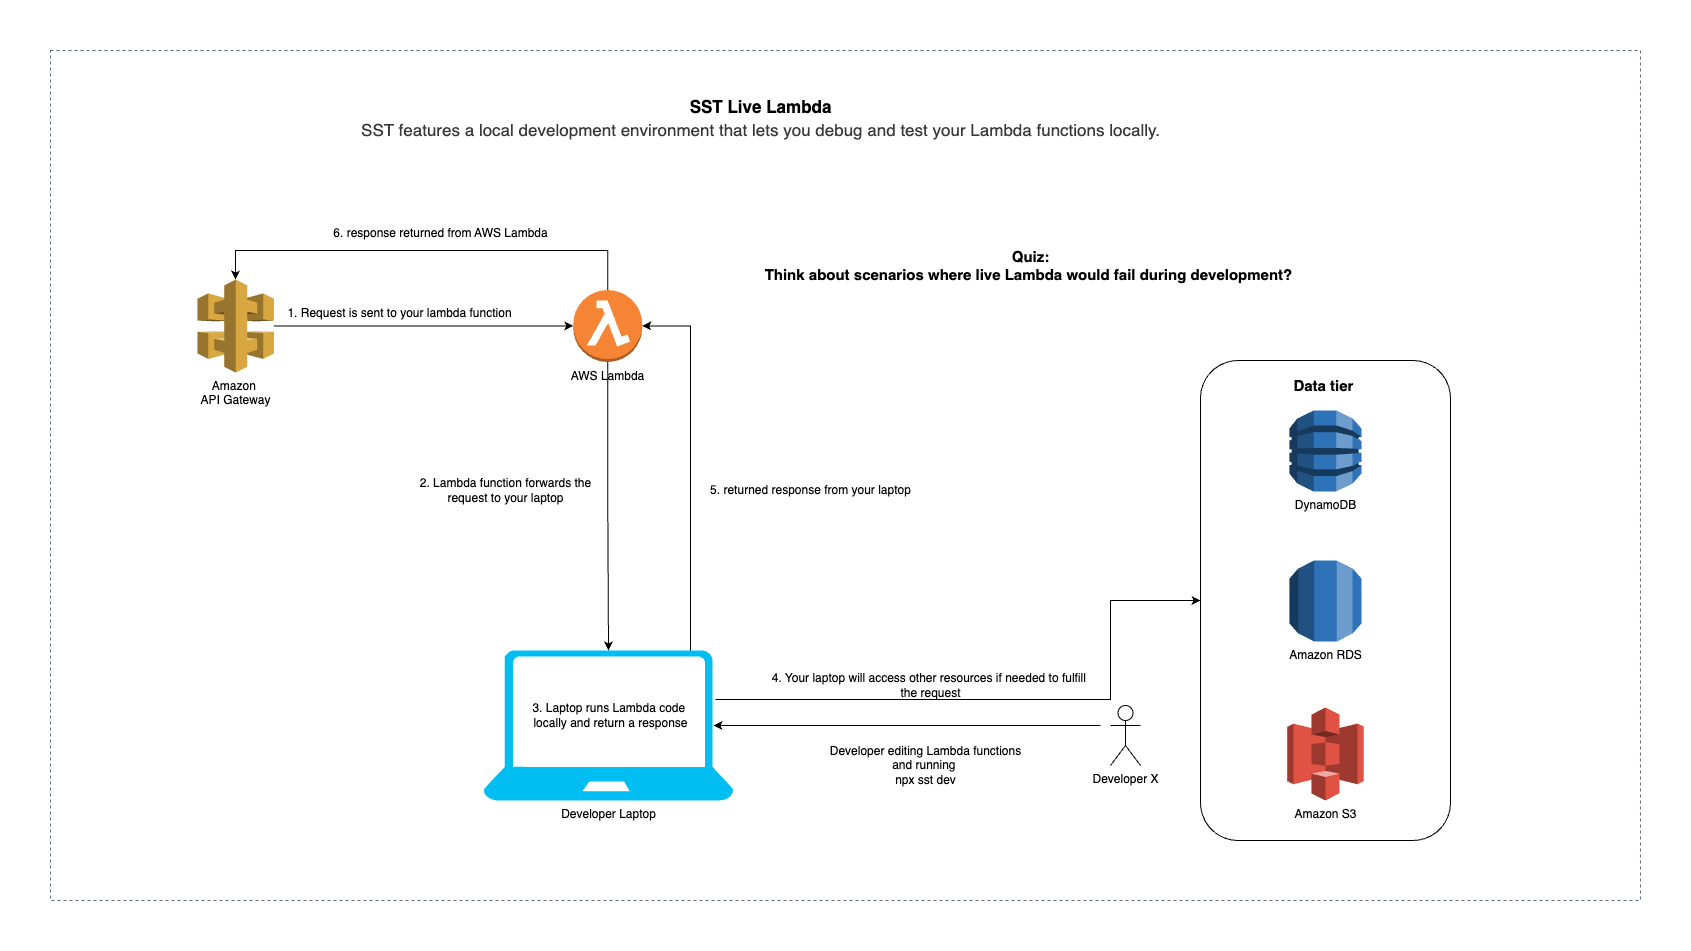 SST Live Lambda
SST features a local development environment that lets you debug and test your Lambda functions locally.
6. response returned from AWS Lambda
Quiz:
Think about scenarios where live Lambda would fail during development?
1. Request is sent to your lambda function
Amazon
API Gateway
AWS Lambda
Data tier
DynamoDB
2. Lambda function forwards the
request to your laptop
5. returned response from your laptop
Amazon RDS
4. Your laptop will access other resources if needed to fulfill
the request
3. Laptop runs Lambda code
locally and return a response
Developer editing Lambda functions
and running
npx sst dev
Developer X
Developer Laptop
Amazon S3